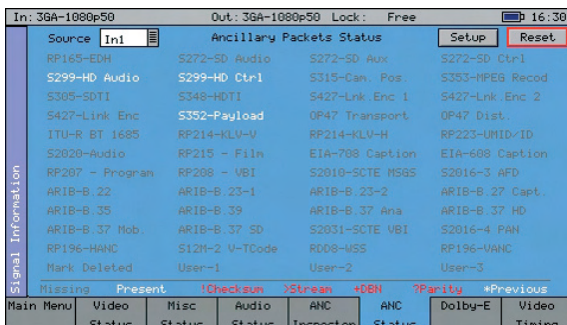 In: 3GA-1080p50 Out: 3GA-1080p50 Lock: Free 16:30
Source In1 Ancillary Packets Status Setup Reset
RP165-EDH S272-SD Audio S272-SD Aux S272-SD Ctrl
S299-HD Audio S299-HD Ctrl S315-Cam. Pos. S353-MPEG Recod
S305-SDTI S348-HDTI S427-Lnk.Enc 1 S427-Lnk.Enc 2
S427-Link Enc S352-Payload OP47 Transport OP47 Dist.
ITU-R BT 1685 RP214-KLV-V RP214-KLV-H RP223-UMID/ID
S2020-Audio RP215 - Film EIA-708 Caption EIA-608 Caption
RP207 - Program RP208 - VBI S2010-SCTE MSGS S2016-3 AFD
ARIB-B.22 ARIB-B.23-1 ARIB-B.23-2 ARIB-B.27 Capt.
ARIB-B.35 ARIB-B.39 ARIB-B.37 Ana ARIB-B.37 HD
ARIB-B.37 Mob. ARIB-B.37 SD S2031-SCTE VBI S2016-4 PAN
RP196-HANC S12M-2 V-TCode RDD8-WSS RP196-VANC
Mark Deleted User-1 User-2 User-3
Missing Present !Checksum >Stream +DBN ?Parity *Previous
Signal Information
Main Menu Video Misc Audio ANC ANC Dolby-E Video
Status Status Status Inspector Status Timing